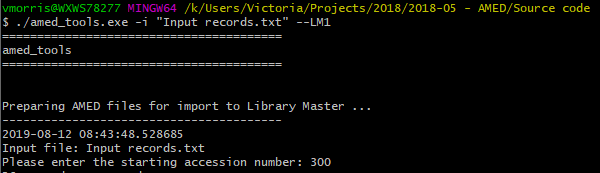 vmorris@WXWS78277 MINGW64 /k/Users/Victoria/Projects/2018/2018-05 - AMED/Source code
$ ./amed_tools.exe -i "Input records.txt" --LM1
========================================
amed_tools
========================================
Preparing AMED files for import to Library Master ...
----------------------------------------
2019-08-12 08:43:48.528685
Input file: Input records.txt
Please enter the starting accession number: 300